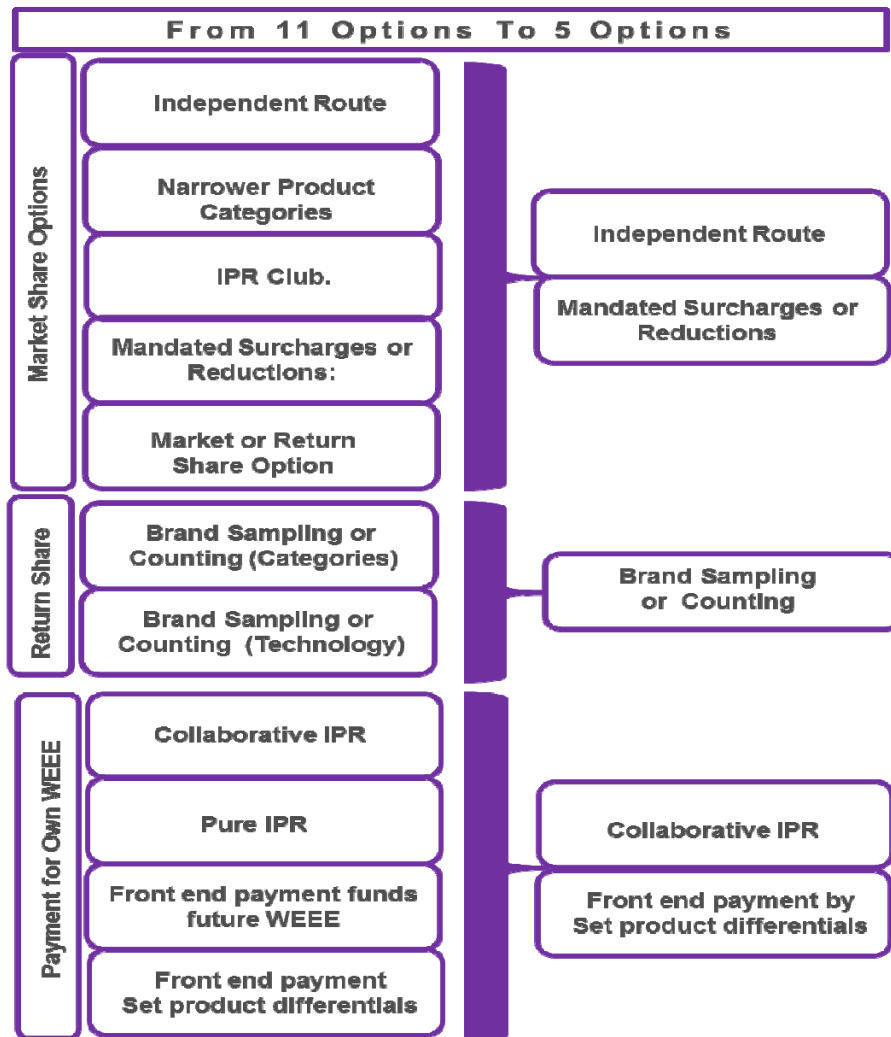 From 11 Options To 5 Options
Market Share Options
Independent Route
Narrower Product
Categories
IPR Club.
Mandated Surcharges or
Reductions:
Market or Return
Share Option
Independent Route
Mandated Surcharges or
Reductions
Return Share
Brand Sampling or
Counting (Categories)
Brand Sampling or
Counting (Technology)
Brand Sampling
or Counting
Payment for Own WEEE
Collaborative IPR
Pure IPR
Front end payment funds
future WEEE
Front end payment
Set product differentials
Collaborative IPR
Front end payment by
Set product differentials